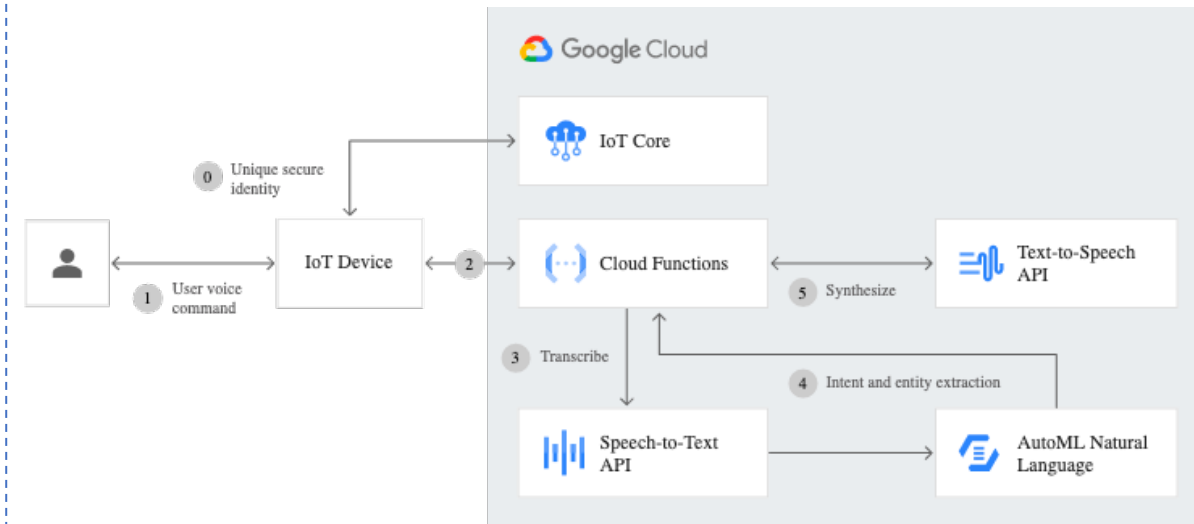 Google Cloud
IoT Core
0
Unique secure
identity
IoT Device
2
Cloud Functions
Text-to-Speech
API
1
User voice
command
5
Synthesize
3
Transcribe
4
Intent and entity extraction
Speech-to-Text
API
AutoML Natural
Language